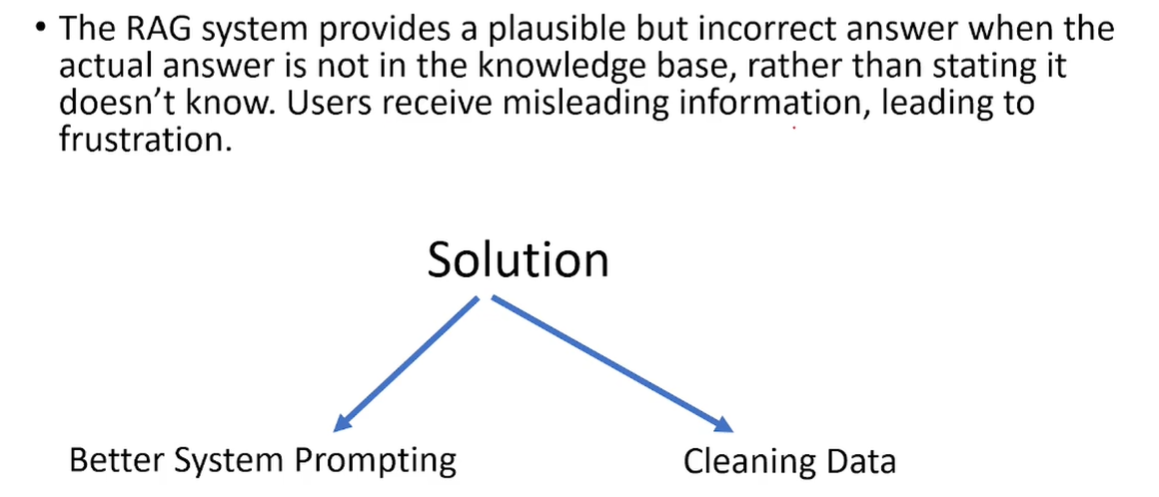 • The RAG system provides a plausible but incorrect answer when the
actual answer is not in the knowledge base, rather than stating it
doesn’t know. Users receive misleading information, leading to
frustration.
Solution
Better System Prompting
Cleaning Data